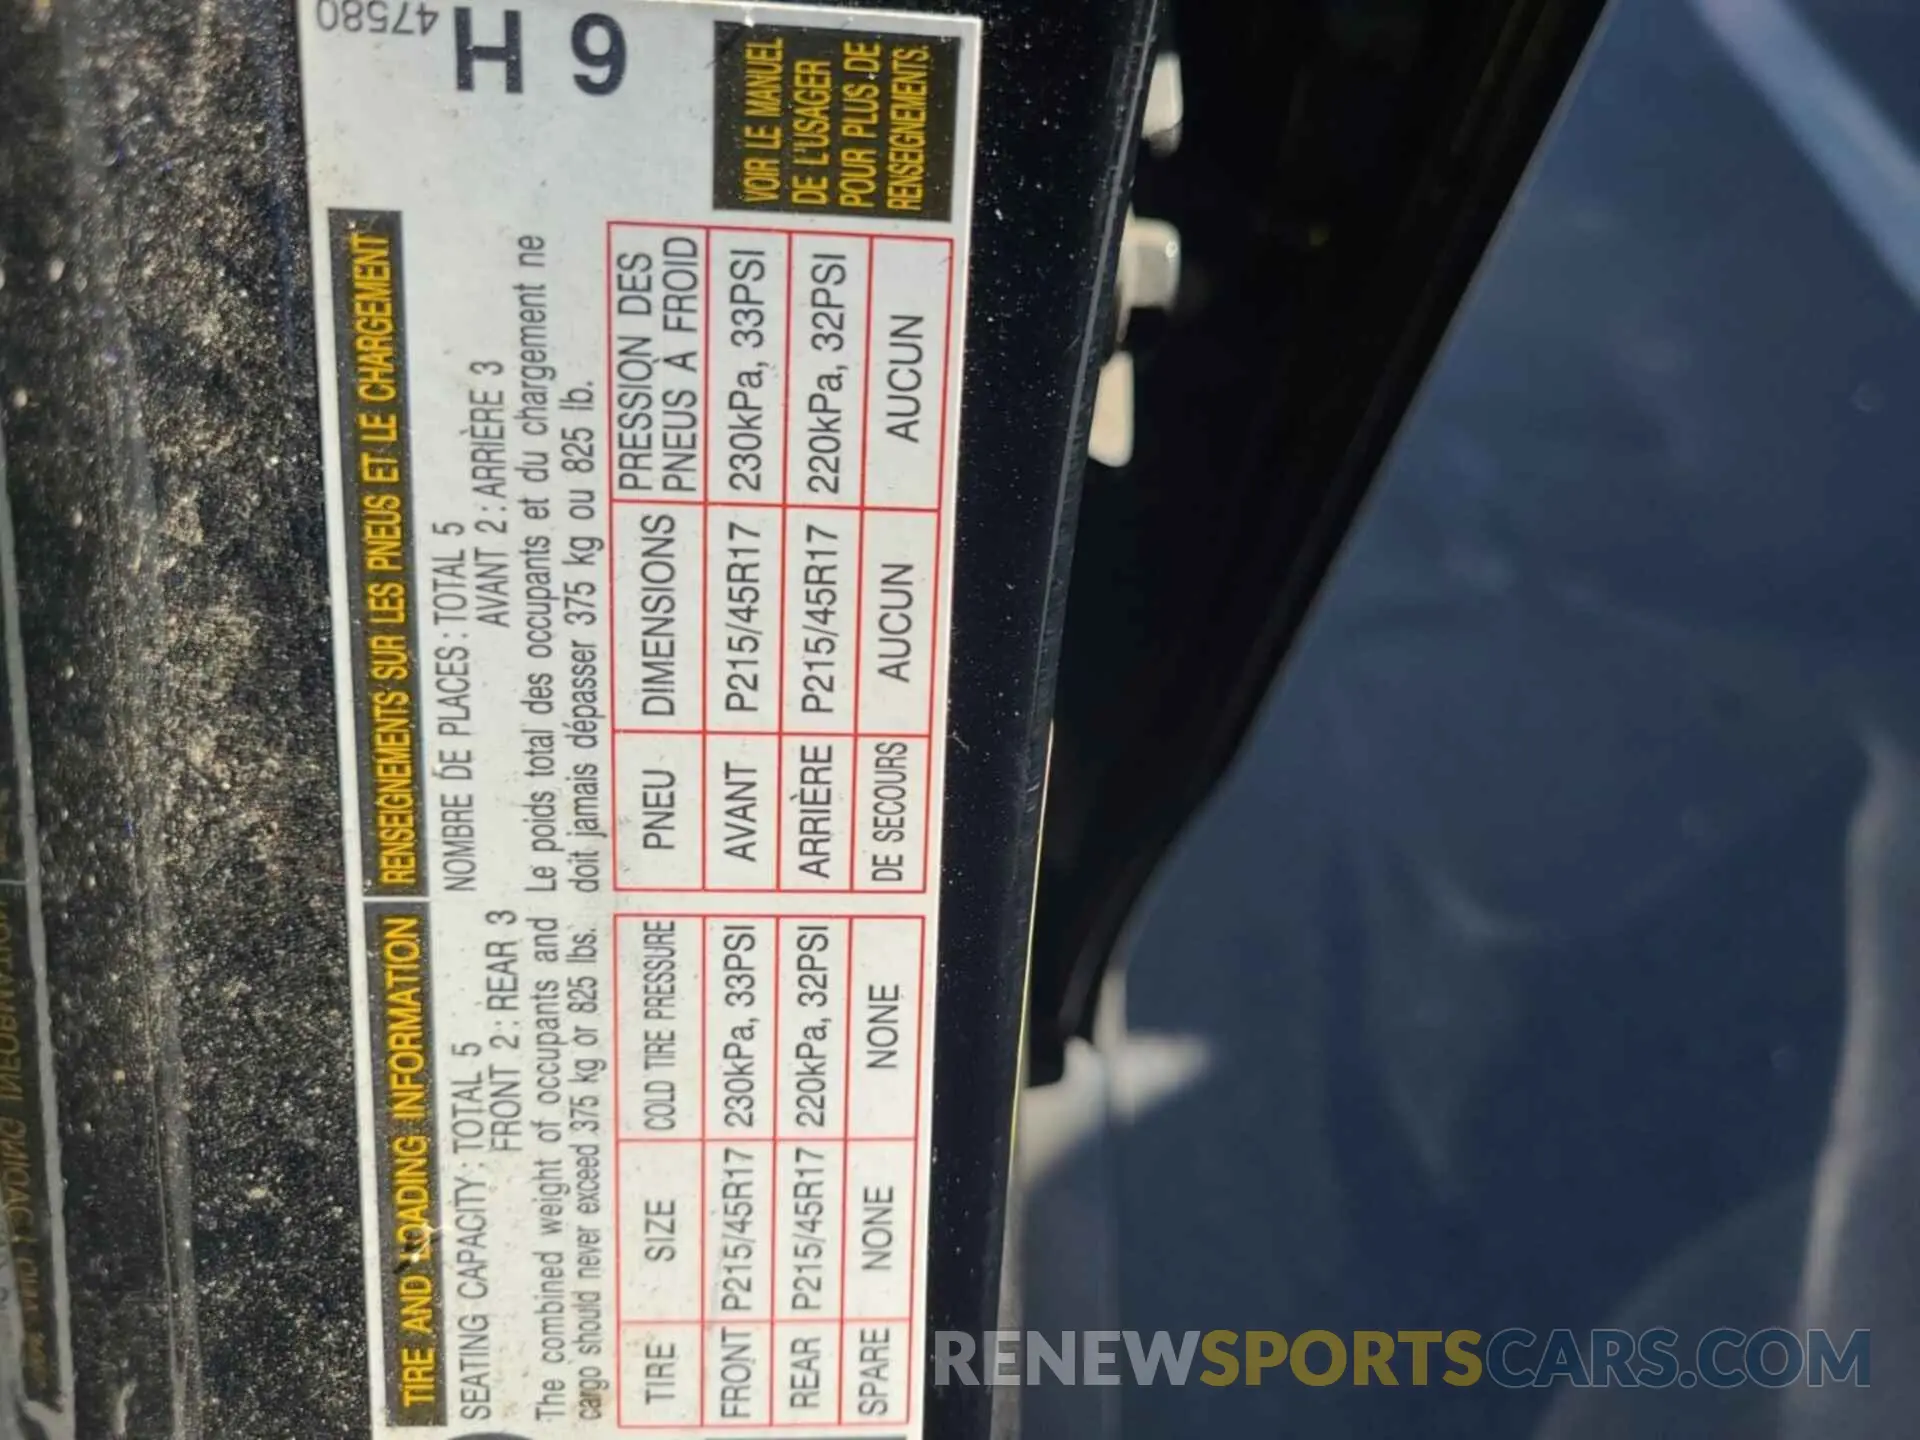 TIRE AND LOADING INFORMATION
SEATING CAPACITY : TOTAL 5
FRONT 2 : REAR 3
The combined weight of occupants and
cargo should never exceed 375 kg or 825 lbs.
TIRE SIZE COLD TIRE PRESSURE
FRONT P215/45R17 230kPa, 33PSI
REAR P215/45R17 220kPa, 32PSI
SPARE NONE NONE
RENSEIGNEMENTS SUR LES PNEUS ET LE CHARGEMENT
NOMBRE DE PLACES : TOTAL 5
AVANT 2 : ARRIÈRE 3
Le poids total des occupants et du chargement ne
doit jamais dépasser 375 kg ou 825 lb.
PNEU DIMENSIONS PRESSION DES
PNEUS À FROID
AVANT P215/45R17 230kPa, 33PSI
ARRIÈRE P215/45R17 220kPa, 32PSI
DE SECOURS AUCUN AUCUN
47580
H
6
VOIR LE MANUEL
DE L'USAGER
POUR PLUS DE
RENSEIGNEMENTS.
RENEWSPORTSCARS.COM